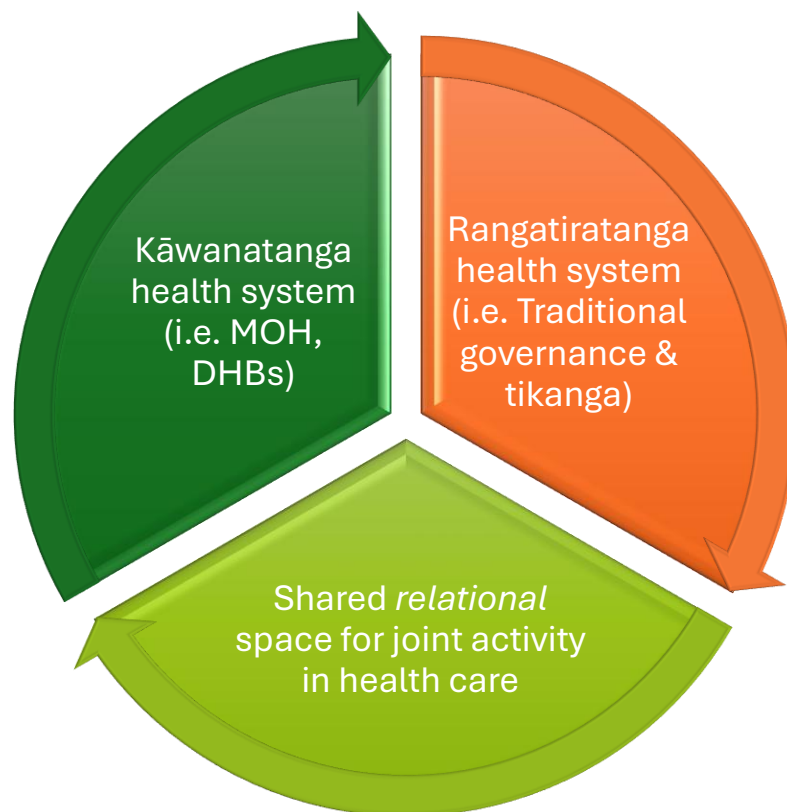 Kāwanatanga
health system
(i.e. MOH,
DHBs)
Rangatiratanga
health system
(i.e. Traditional
governance &
tikanga)
Shared relational
space for joint activity
in health care